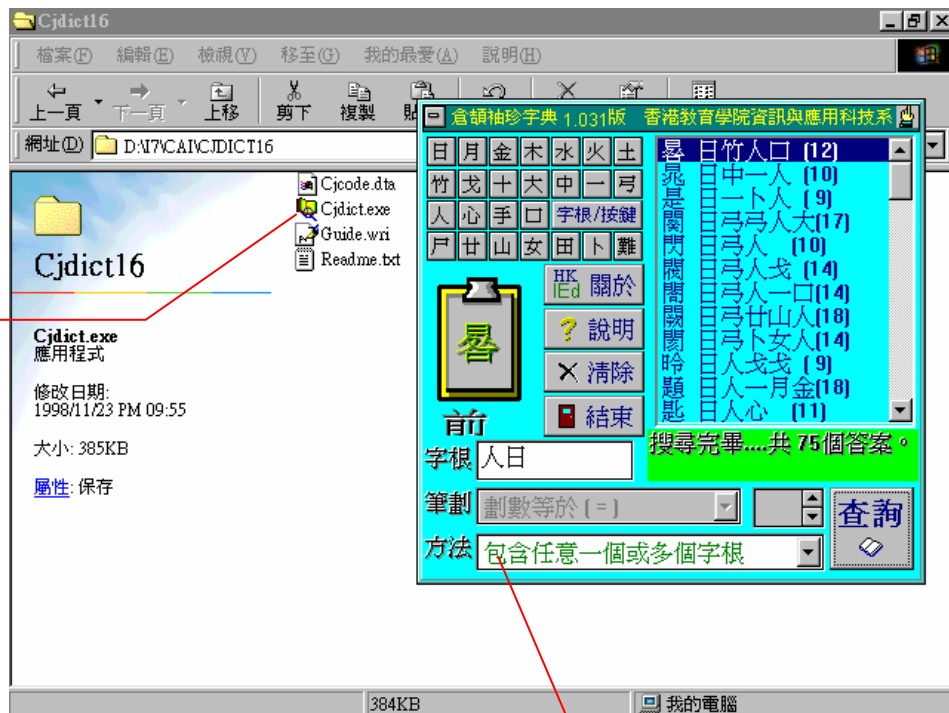 Cjdict16
檔案(F) 編輯(E) 檢視(V) 移至(G) 我的最愛(A) 說明(H)
上一頁 下一頁 上移 剪下 複製
網址(D) D:\I7\CAI\CJDICT16
Cjdict16
Cjdict.exe
應用程式
修改日期:
1998/11/23 PM 09:55
大小: 385KB
屬性: 保存
Cjcode.dta
Cjdict.exe
Guide.wri
Readme.txt
倉頡袖珍字典 1.031版 香港教育學院資訊與應用科技系
日 月 金 木 水 火 土
竹 戈 十 大 中 一 弓
人 心 手 口 字根/按鍵
尸 廿 山 女 田 卜 難
HK IEd 關於
? 說明
清除
結束
晷
前
晷 日竹人口 (12)
晁 日中一人 (10)
是 日一卜人 (9)
闋 日弓弓人大(17)
閃 日弓人 (10)
閥 日弓人戈 (14)
閤 日弓人一口(14)
闕 日弓廿山人(18)
日弓卜女人(14)
昤 日人戈戈 (9)
題 日人一月金(18)
匙 日人心 (11)
搜尋完畢....共 75個答案。
字根 人日
筆劃 劃數等於 ( = )
方法 包含任意一個或多個字根
查詢
384KB
我的電腦